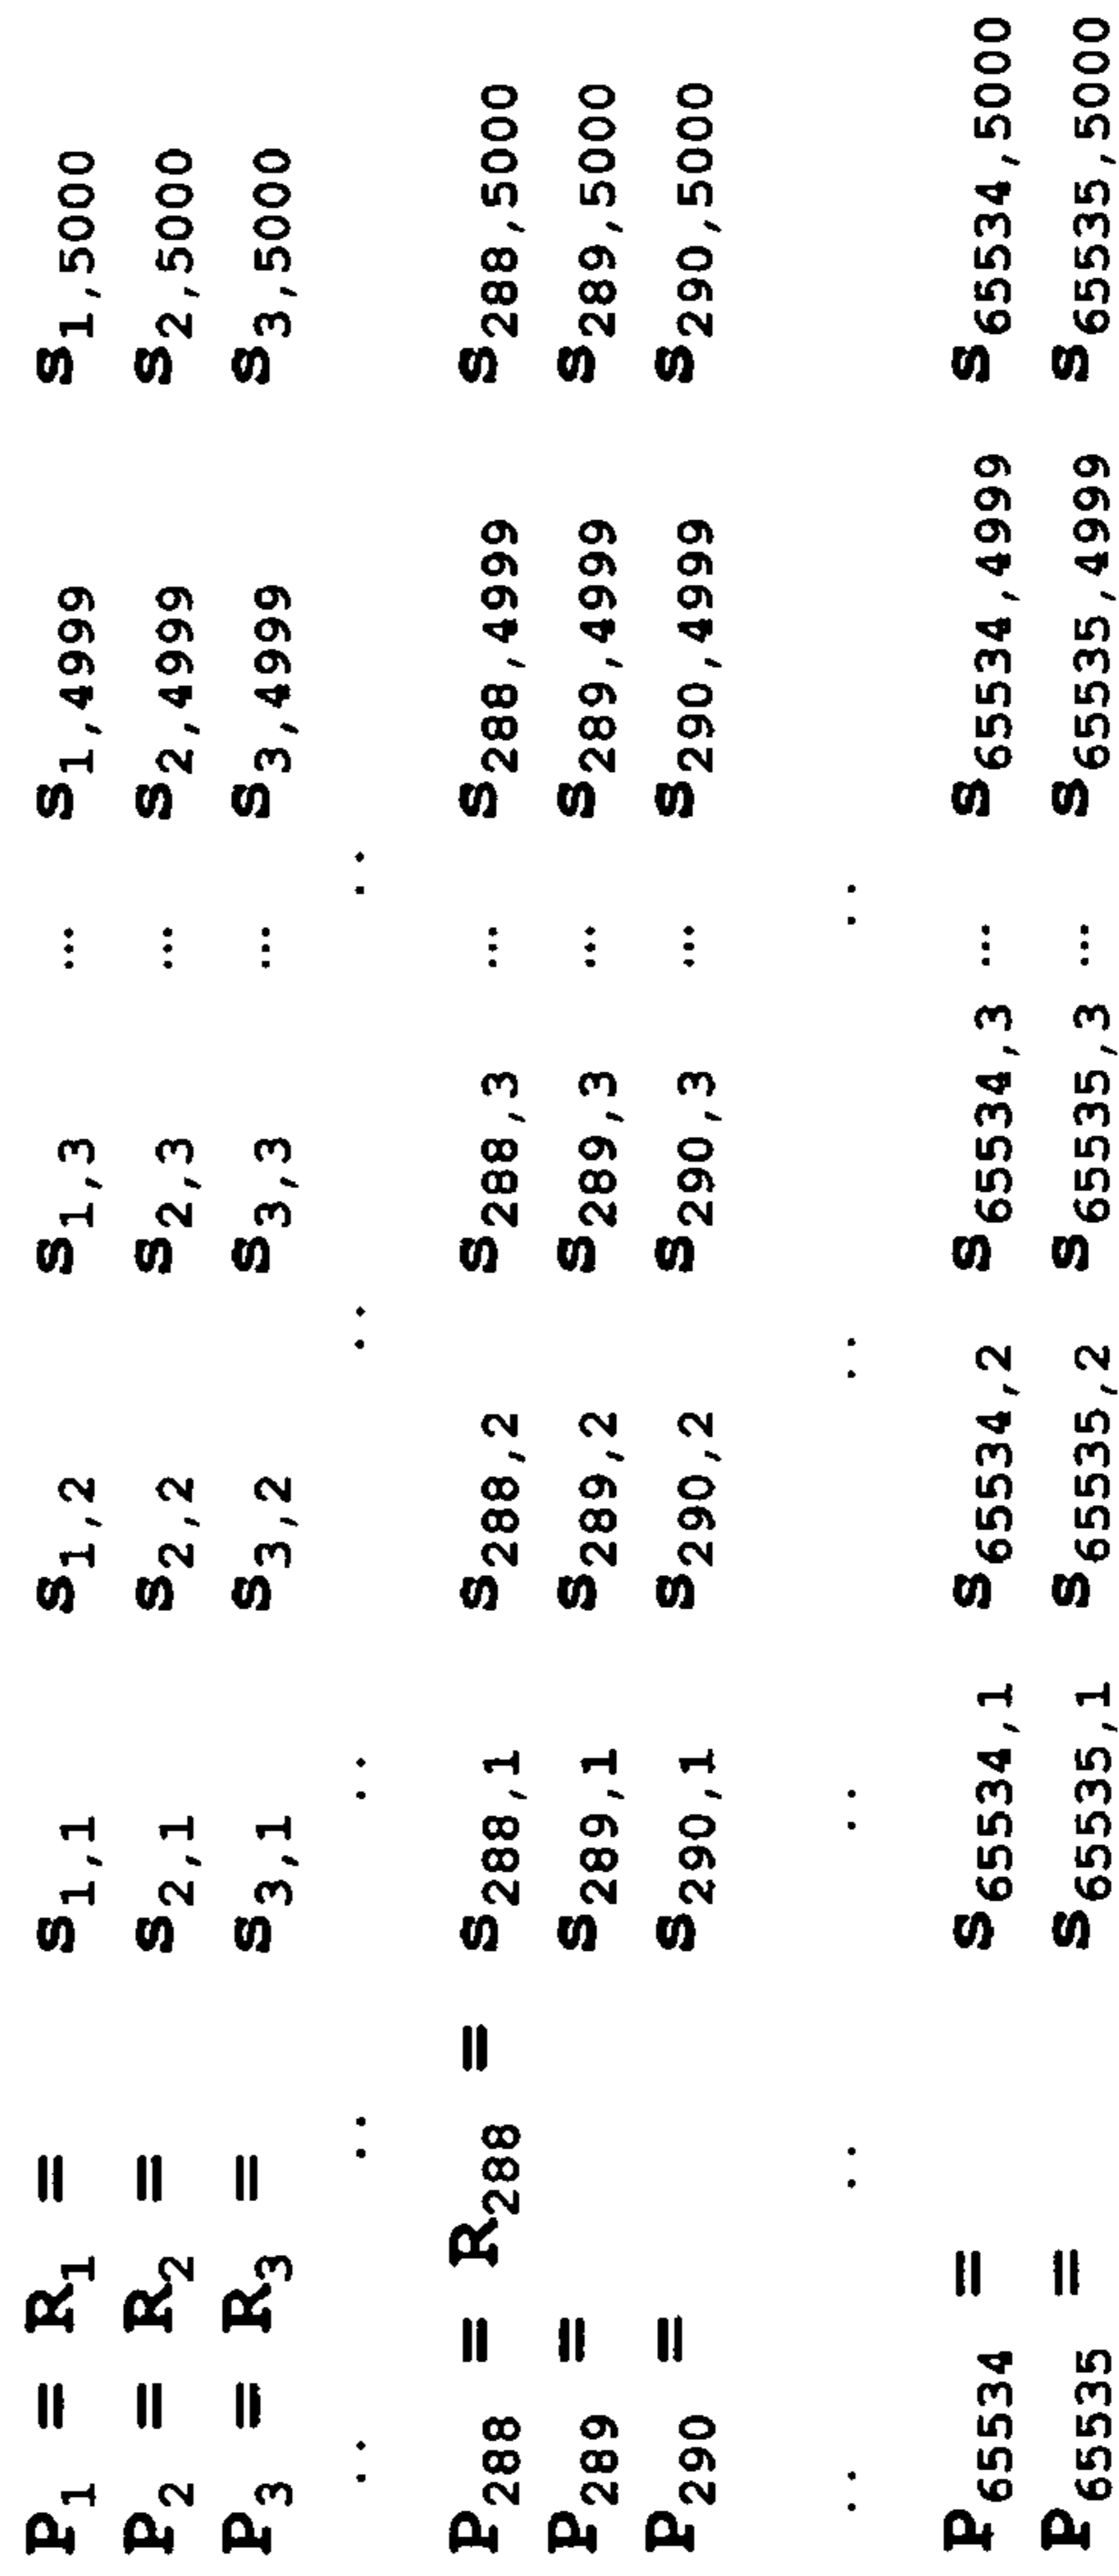 P1 = R1 = s1,1 s1,2 s1,3 ... s1,4999 s1,5000
P2 = R2 = s2,1 s2,2 s2,3 ... s2,4999 s2,5000
P3 = R3 = s3,1 s3,2 s3,3 ... s3,4999 s3,5000
.. .. .. .. ..
P288 = R288 = s288,1 s288,2 s288,3 ... s288,4999 s288,5000
P289 = s289,1 s289,2 s289,3 ... s289,4999 s289,5000
P290 = s290,1 s290,2 s290,3 ... s290,4999 s290,5000
.. .. .. .. ..
P65534 = s65534,1 s65534,2 s65534,3 ... s65534,4999 s65534,5000
P65535 = s65535,1 s65535,2 s65535,3 ... s65535,4999 s65535,5000